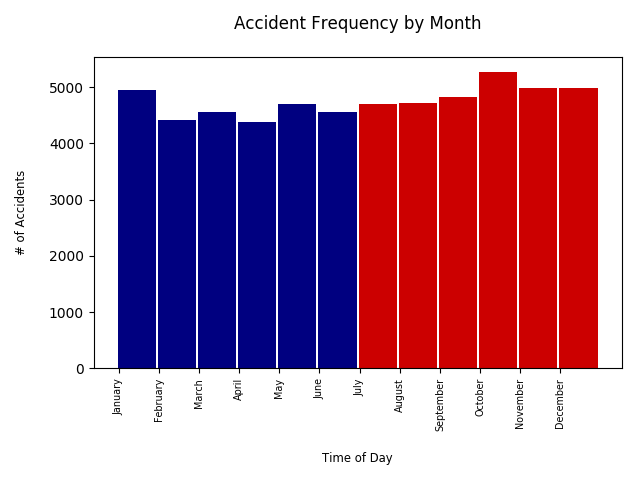 Accident Frequency by Month
# of Accidents
5000
4000
3000
2000
1000
0
January
February
March
April
May
June
July
August
September
October
November
December
Time of Day